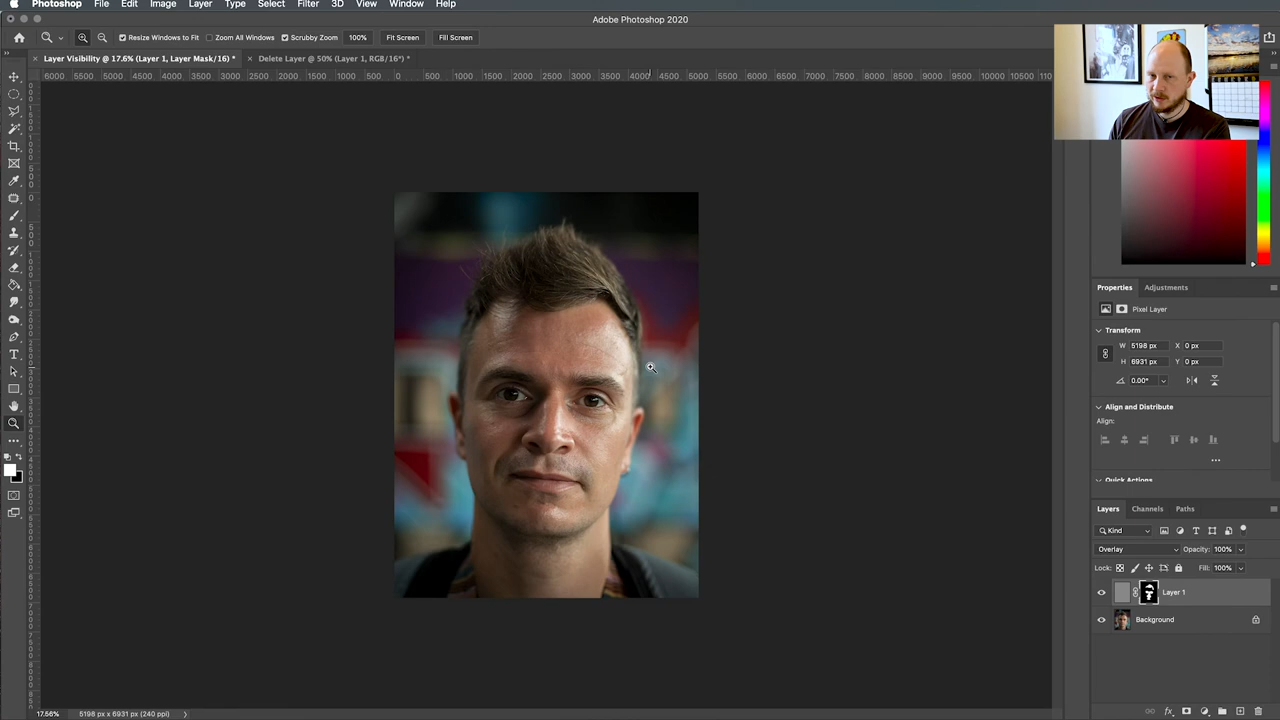 Photoshop File Edit Image Layer Type Select Filter 3D View Window Help
Adobe Photoshop 2020
Resize Windows to Fit Zoom All Windows Scrubby Zoom 100% Fit Screen Fill Screen
Layer Visibility @ 17.6% (Layer 1, Layer Mask/16) * Delete Layer @ 50% (Layer 1, RGB/16) *
6000 5500 5000 4500 4000 3500 3000 2500 2000 1500 1000 500 0 500 1000 1500 2000 2500 3000 3500 4000 4500 5000 5500 6000 6500 7000 7500 8000 8500 9000 9500 10000 10500
Properties Adjustments
Pixel Layer
Transform
W 5198 px X 0 px
H 6931 px Y 0 px
0.00°
Align and Distribute
Align:
Quick Actions
Layers Channels Paths
Kind
Overlay Opacity: 100%
Lock: Fill: 100%
Layer 1
Background
17.56% 5198 px x 6931 px (240 ppi)